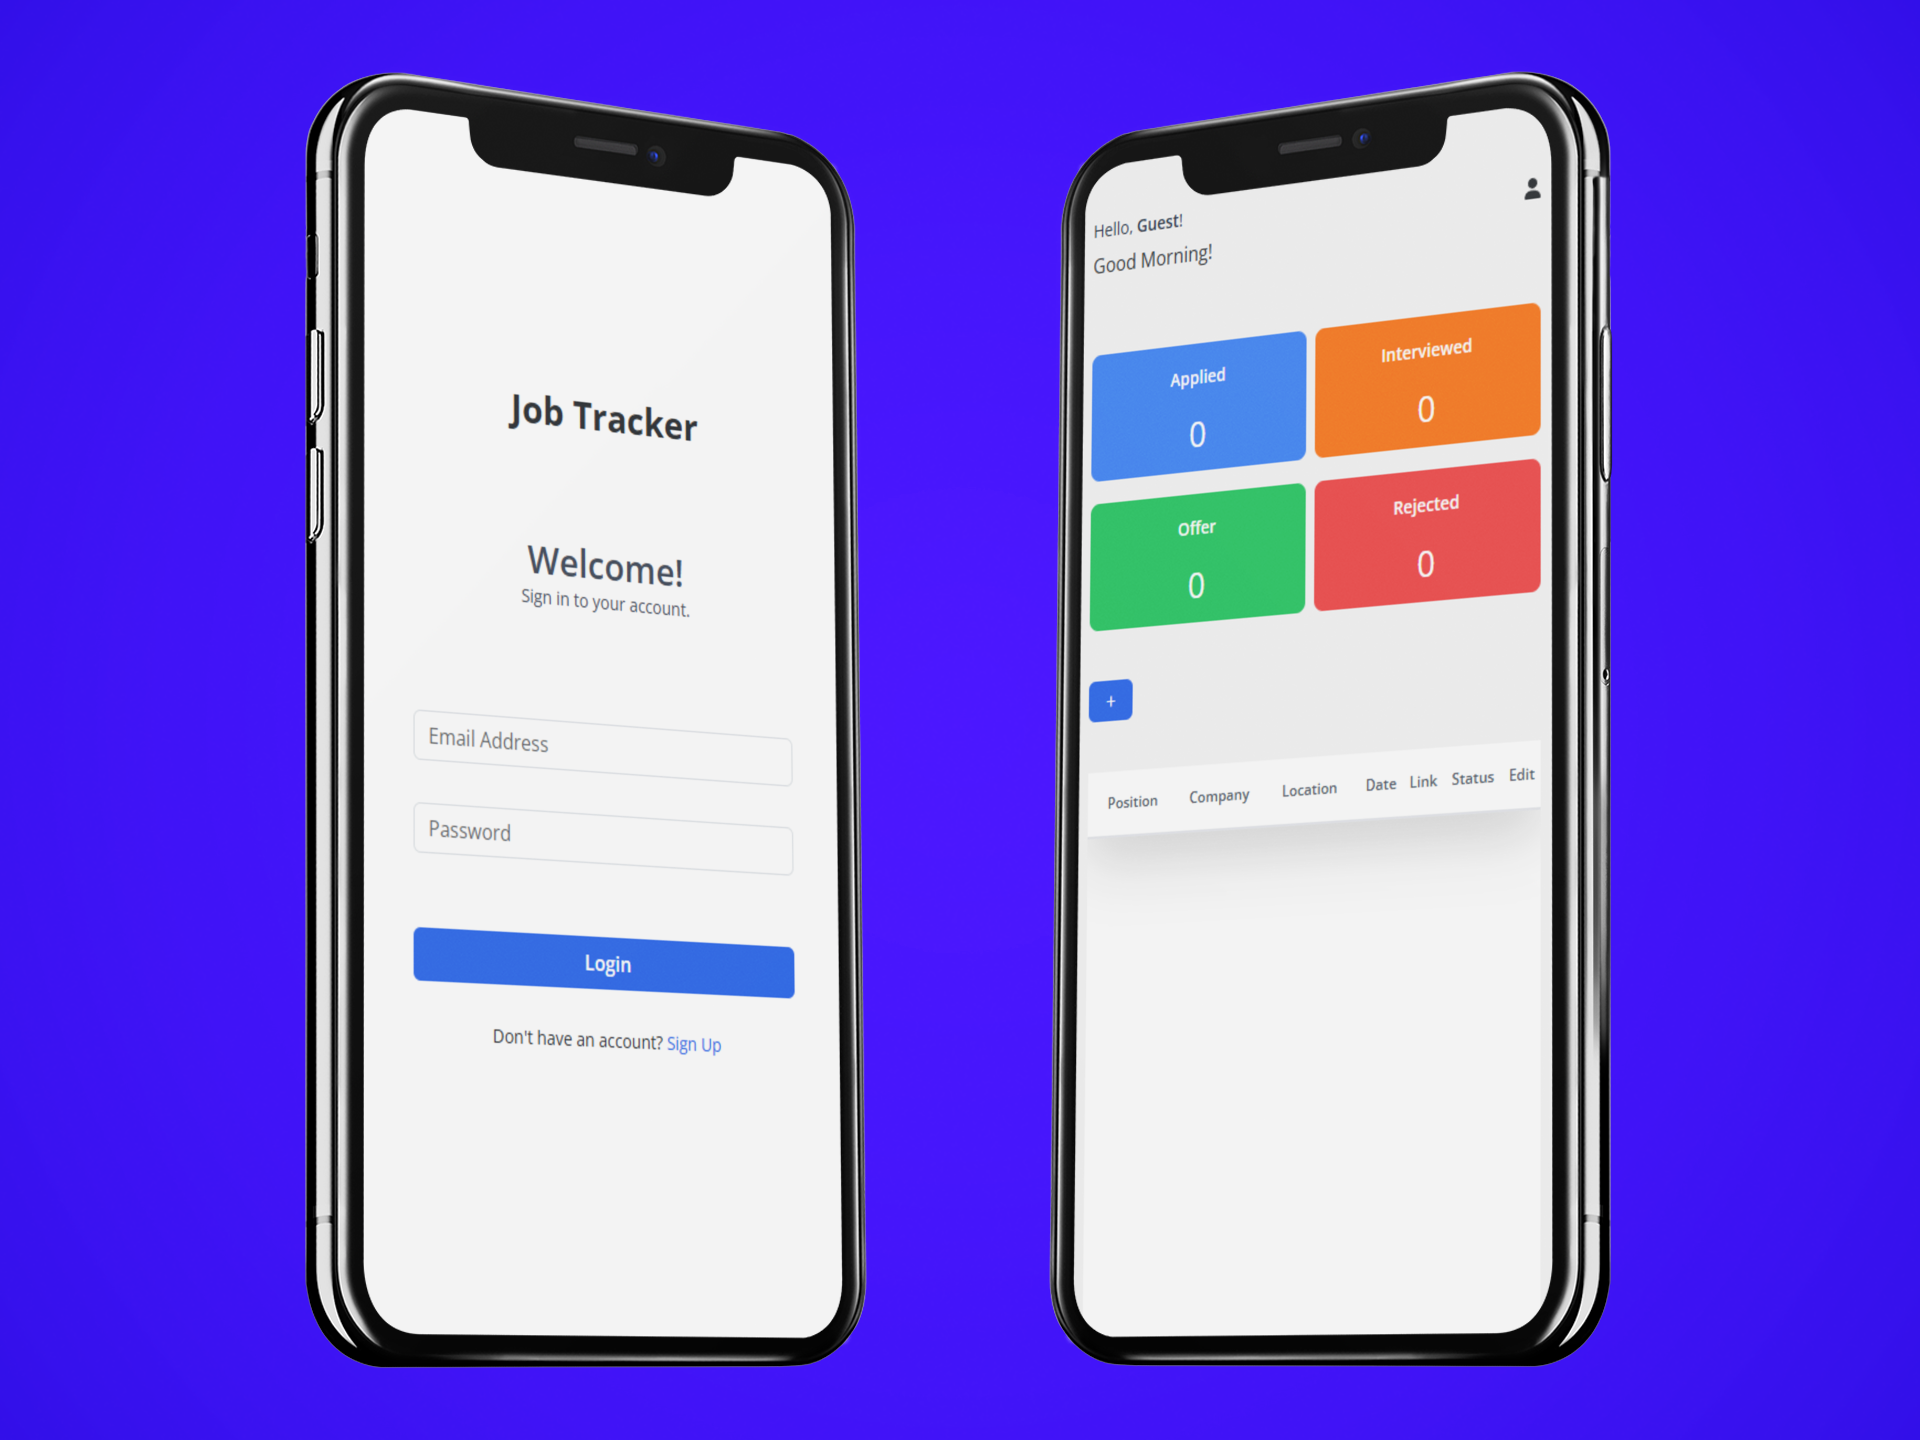 Job Tracker
Welcome!
Sign in to your account.
Email Address
Password
Login
Don't have an account? Sign Up
Hello, Guest!
Good Morning!
Applied
0
Interviewed
0
Offer
0
Rejected
0
+
Position Company Location Date Link Status Edit